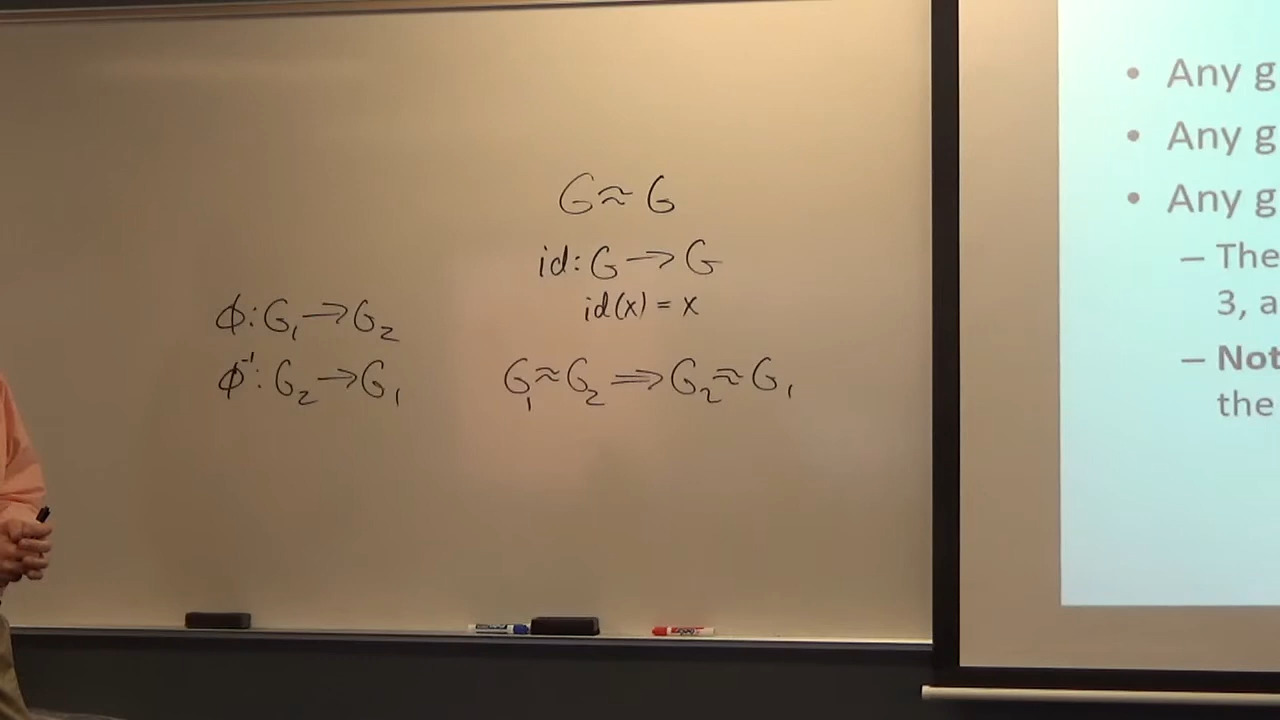 G ≈ G
id: G → G
id(x) = x
ϕ: G₁ → G₂
ϕ⁻¹: G₂ → G₁
G₁ ≈ G₂ ⟹ G₂ ≈ G₁
• Any g
• Any g
• Any g
– The
3, a
– Not
the